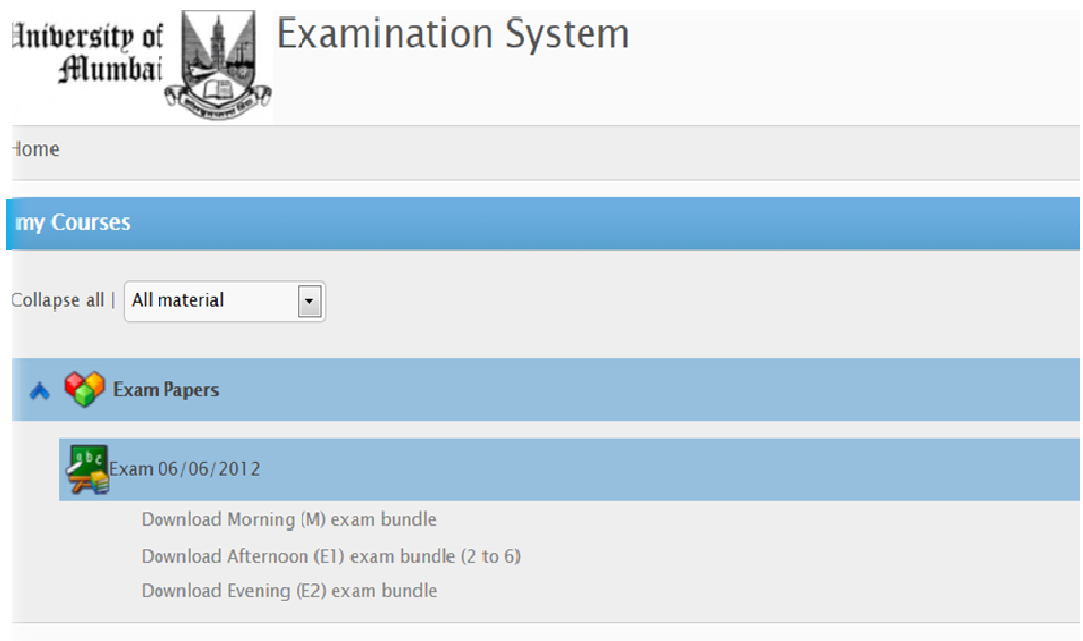 University of
Mumbai
Examination System
Home
my Courses
Collapse all | All material
Exam Papers
abc
Exam 06/06/2012
Download Morning (M) exam bundle
Download Afternoon (E1) exam bundle (2 to 6)
Download Evening (E2) exam bundle